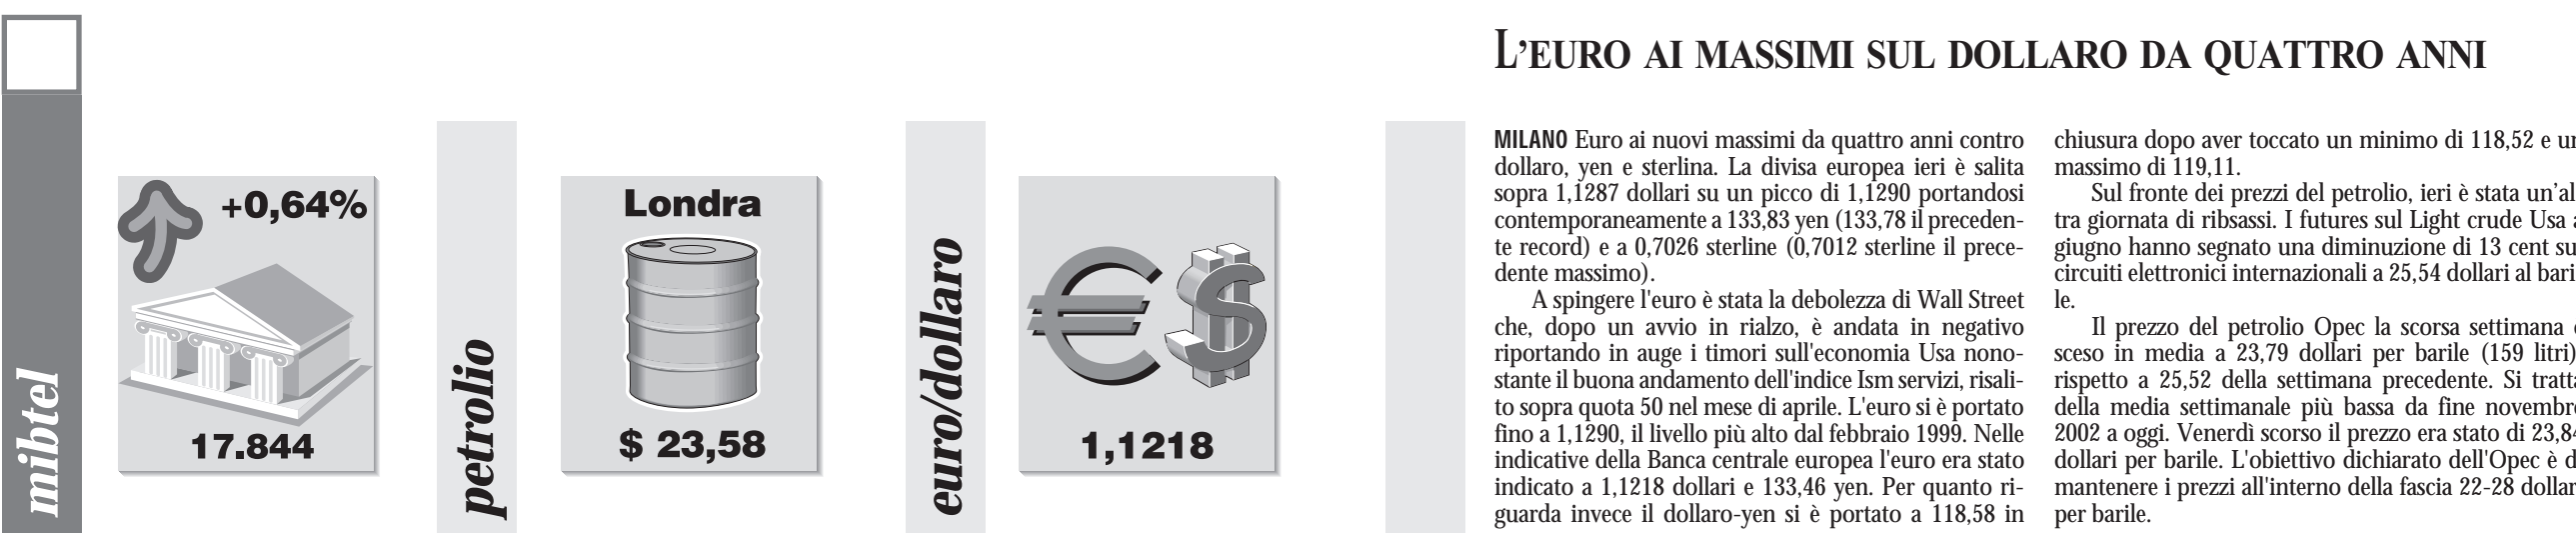 mibtel
+0,64%
17.844
petrolio
Londra
$ 23,58
euro/dollaro
1,1218
L'EURO AI MASSIMI SUL DOLLARO DA QUATTRO ANNI
MILANO Euro ai nuovi massimi da quattro anni contro
dollaro, yen e sterlina. La divisa europea ieri è salita
sopra 1,1287 dollari su un picco di 1,1290 portandosi
contemporaneamente a 133,83 yen (133,78 il preceden-
te record) e a 0,7026 sterline (0,7012 sterline il prece-
dente massimo).
A spingere l'euro è stata la debolezza di Wall Street
che, dopo un avvio in rialzo, è andata in negativo
riportando in auge i timori sull'economia Usa nono-
stante il buona andamento dell'indice Ism servizi, risali-
to sopra quota 50 nel mese di aprile. L'euro si è portato
fino a 1,1290, il livello più alto dal febbraio 1999. Nelle
indicative della Banca centrale europea l'euro era stato
indicato a 1,1218 dollari e 133,46 yen. Per quanto ri-
guarda invece il dollaro-yen si è portato a 118,58 in
chiusura dopo aver toccato un minimo di 118,52 e un
massimo di 119,11.
Sul fronte dei prezzi del petrolio, ieri è stata un'al
tra giornata di ribsassi. I futures sul Light crude Usa a
giugno hanno segnato una diminuzione di 13 cent su
circuiti elettronici internazionali a 25,54 dollari al bari
le.
Il prezzo del petrolio Opec la scorsa settimana
sceso in media a 23,79 dollari per barile (159 litri)
rispetto a 25,52 della settimana precedente. Si tratta
della media settimanale più bassa da fine novembre
2002 a oggi. Venerdì scorso il prezzo era stato di 23,84
dollari per barile. L'obiettivo dichiarato dell'Opec è d
mantenere i prezzi all'interno della fascia 22-28 dollar
per barile.